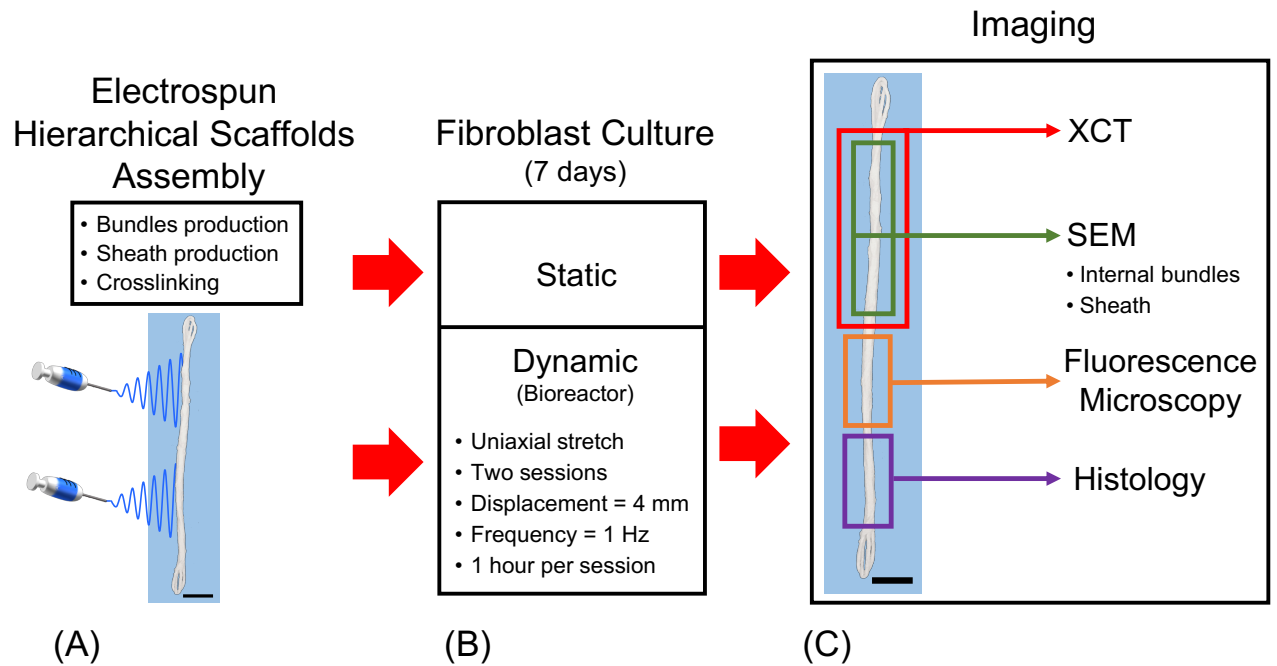 Electrospun
Hierarchical Scaffolds
Assembly
• Bundles production
• Sheath production
• Crosslinking
(A)
Fibroblast Culture
(7 days)
Static
Dynamic
(Bioreactor)
• Uniaxial stretch
• Two sessions
• Displacement = 4 mm
• Frequency = 1 Hz
• 1 hour per session
(B)
Imaging
XCT
SEM
• Internal bundles
• Sheath
Fluorescence
Microscopy
Histology
(C)